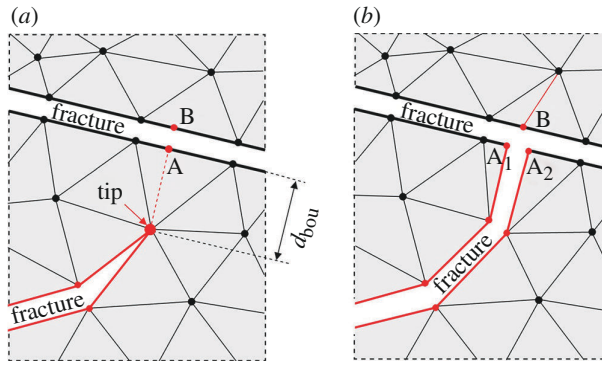 (a)
fracture
B
A
tip
d_bou
fracture
(b)
fracture
B
A1
A2
fracture